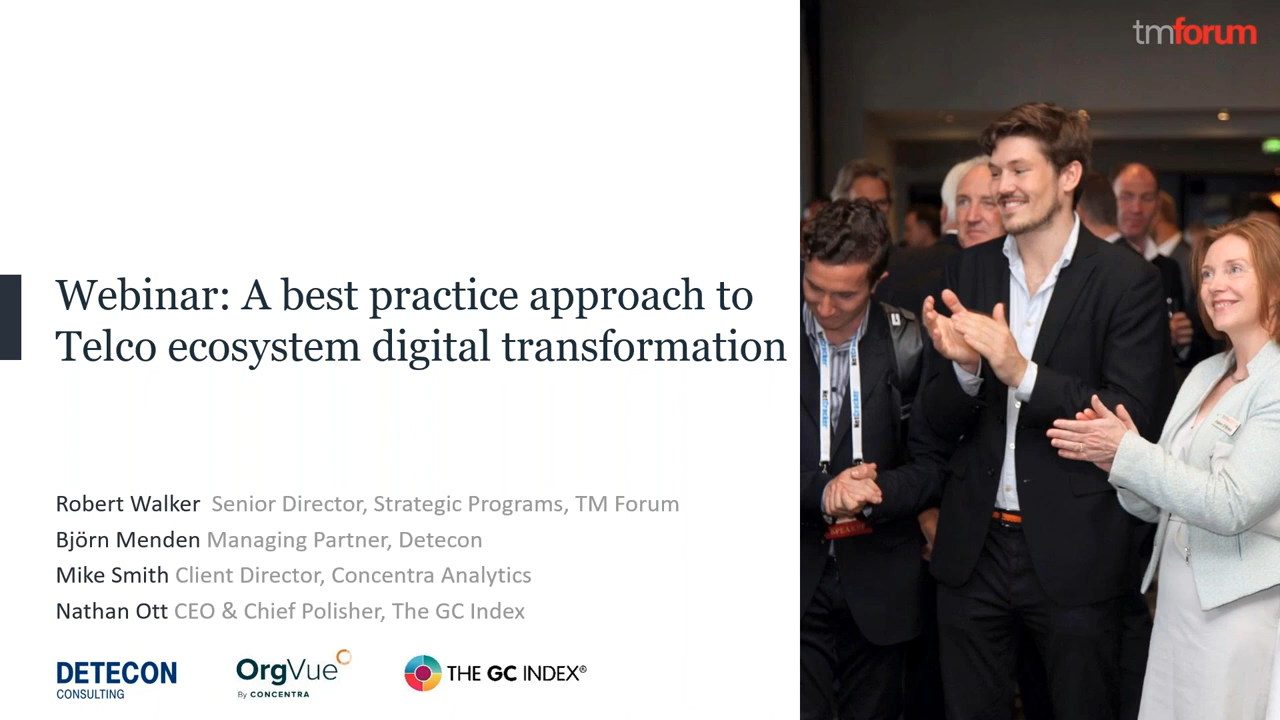 tmforum
Webinar: A best practice approach to
Telco ecosystem digital transformation
Robert Walker Senior Director, Strategic Programs, TM Forum
Björn Menden Managing Partner, Detecon
Mike Smith Client Director, Concentra Analytics
Nathan Ott CEO & Chief Polisher, The GC Index
DETECON
CONSULTING
OrgVue
By CONCENTRA
THE GC INDEX®
NetCracker
NetCracker